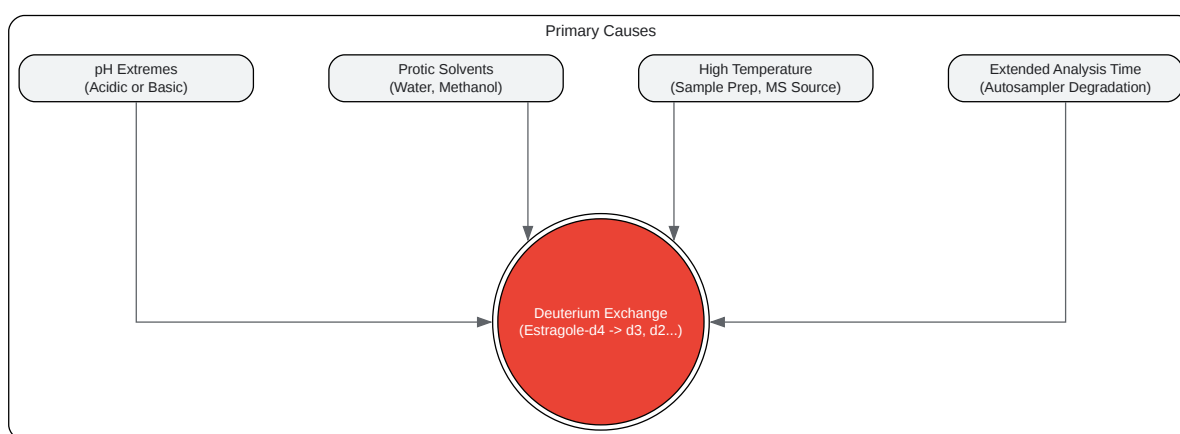 Primary Causes
pH Extremes
(Acidic or Basic)
Protic Solvents
(Water, Methanol)
High Temperature
(Sample Prep, MS Source)
Extended Analysis Time
(Autosampler Degradation)
Deuterium Exchange
(Estragole-d4 -> d3, d2...)